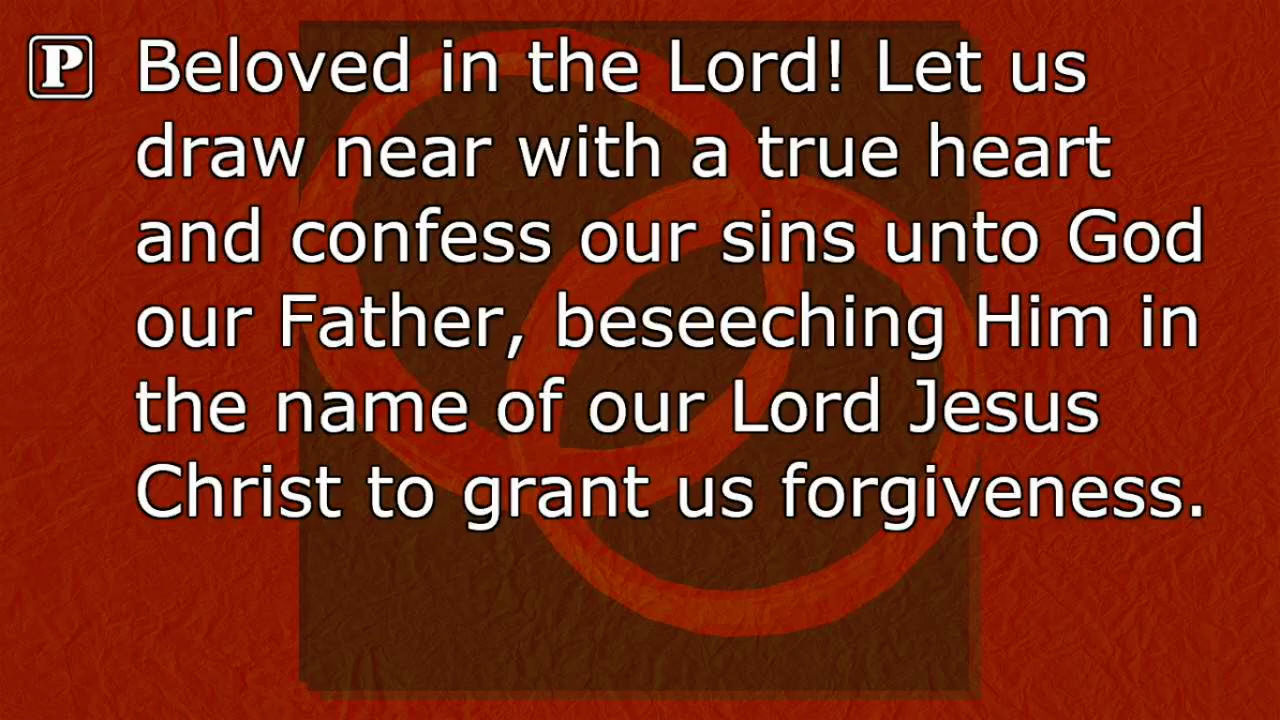 P Beloved in the Lord! Let us
draw near with a true heart
and confess our sins unto God
our Father, beseeching Him in
the name of our Lord Jesus
Christ to grant us forgiveness.